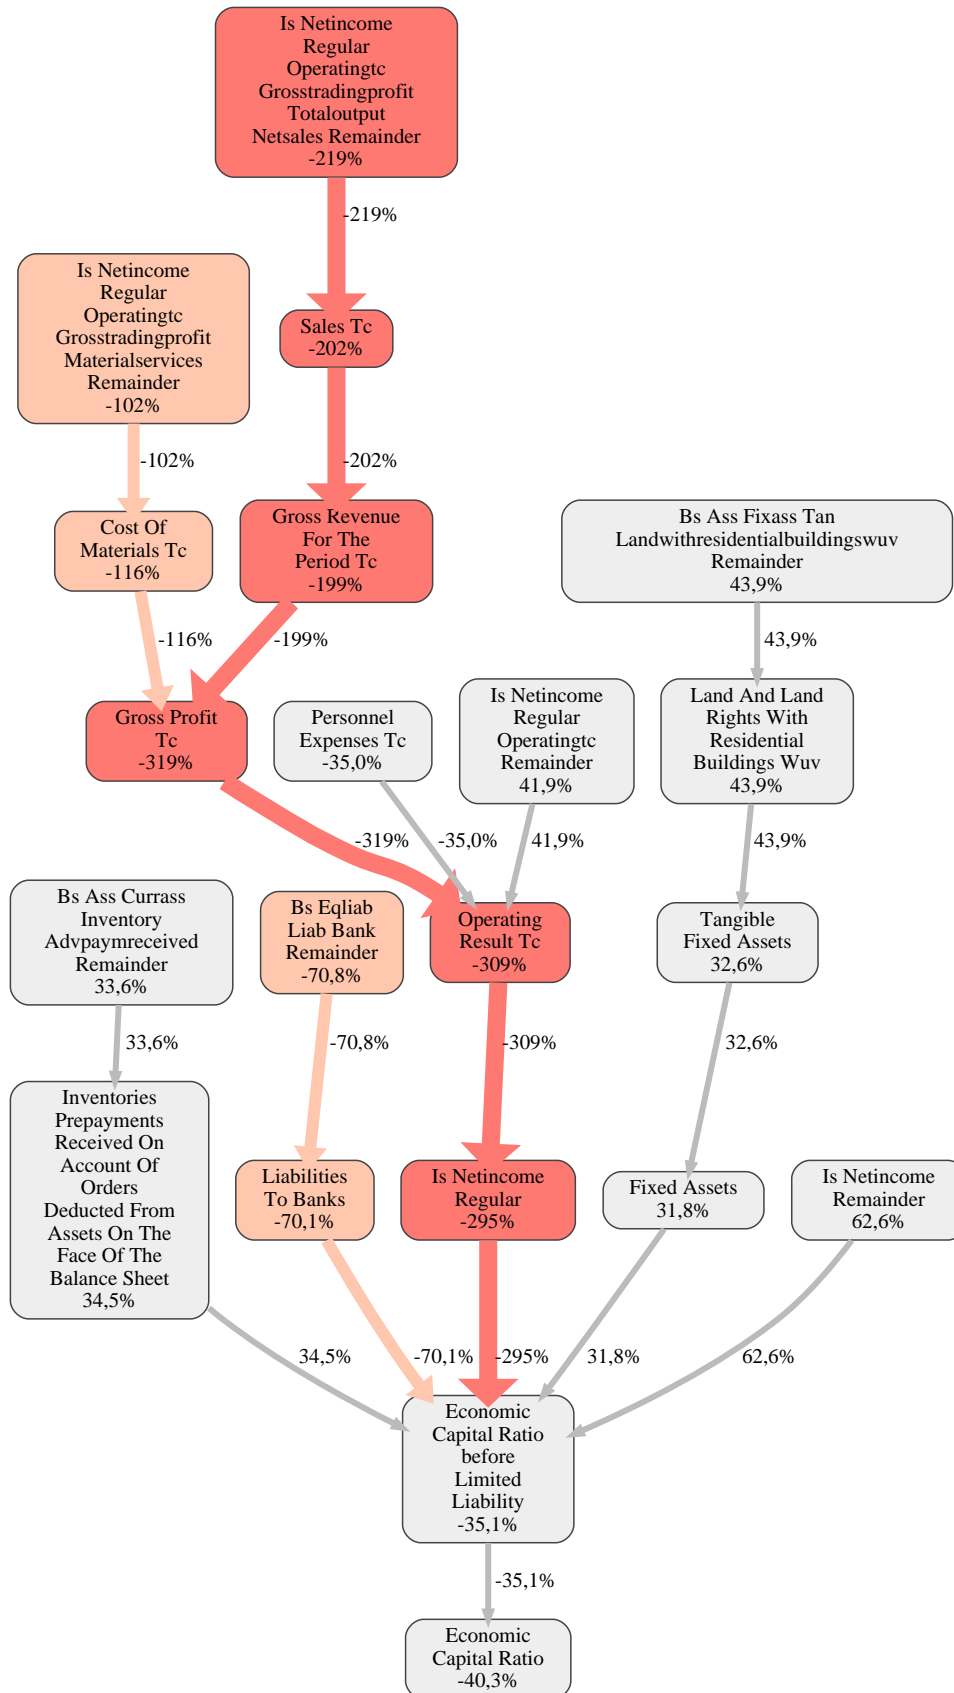 Is Netincome
Regular
Operatingtc
Grosstradingprofit
Totaloutput
Netsales Remainder
-219%
-219%
Is Netincome
Regular
Operatingtc
Grosstradingprofit
Materialservices
Remainder
-102%
Sales Tc
-202%
-102%
-202%
Cost Of
Materials Tc
-116%
Gross Revenue
For The
Period Tc
-199%
Bs Ass Fixass Tan
Landwithresidentialbuildingswuv
Remainder
43,9%
-116%
-199%
43,9%
Gross Profit
Tc
-319%
Personnel
Expenses Tc
-35,0%
Is Netincome
Regular
Operatingtc
Remainder
41,9%
Land And Land
Rights With
Residential
Buildings Wuv
43,9%
-319%
-35,0%
41,9%
43,9%
Bs Ass Currass
Inventory
Advpaymreceived
Remainder
33,6%
Bs Eqliab
Liab Bank
Remainder
-70,8%
Operating
Result Tc
-309%
Tangible
Fixed Assets
32,6%
33,6%
-70,8%
-309%
32,6%
Inventories
Prepayments
Received On
Account Of
Orders
Deducted From
Assets On The
Face Of The
Balance Sheet
34,5%
Liabilities
To Banks
-70,1%
Is Netincome
Regular
-295%
Fixed Assets
31,8%
Is Netincome
Remainder
62,6%
34,5%
-70,1%
-295%
31,8%
62,6%
Economic
Capital Ratio
before
Limited
Liability
-35,1%
-35,1%
Economic
Capital Ratio
-40,3%